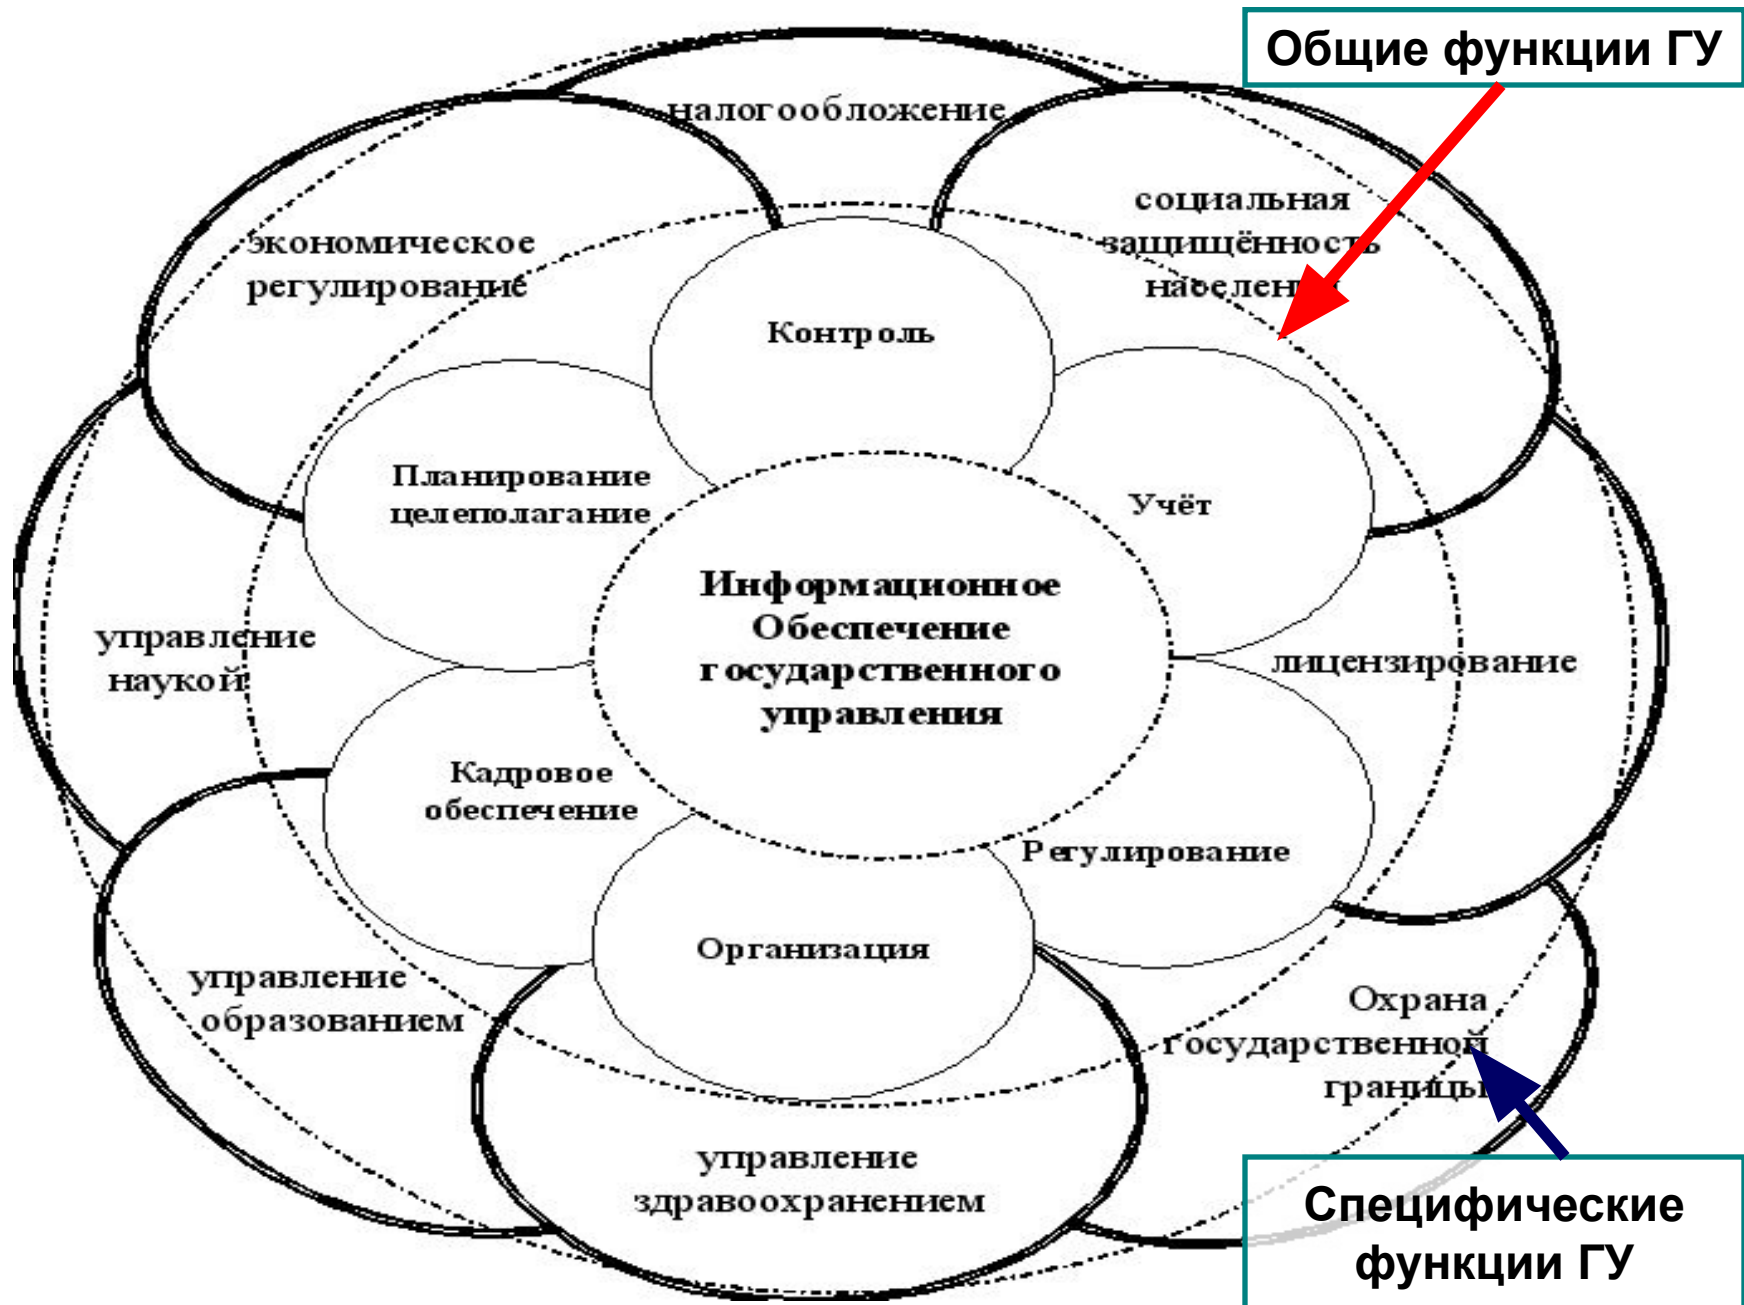 Общие функции ГУ
налогообложение
социальная
защищённость
населения
экономическое
регулирование
Контроль
Планирование
целеполагание
Учёт
Информационное
Обеспечение
государственного
управления
управление
наукой
лицензирование
Кадровое
обеспечение
Регулирование
Организация
управление
образованием
Охрана
государственной
границы
управление
здравоохранением
Специфические
функции ГУ